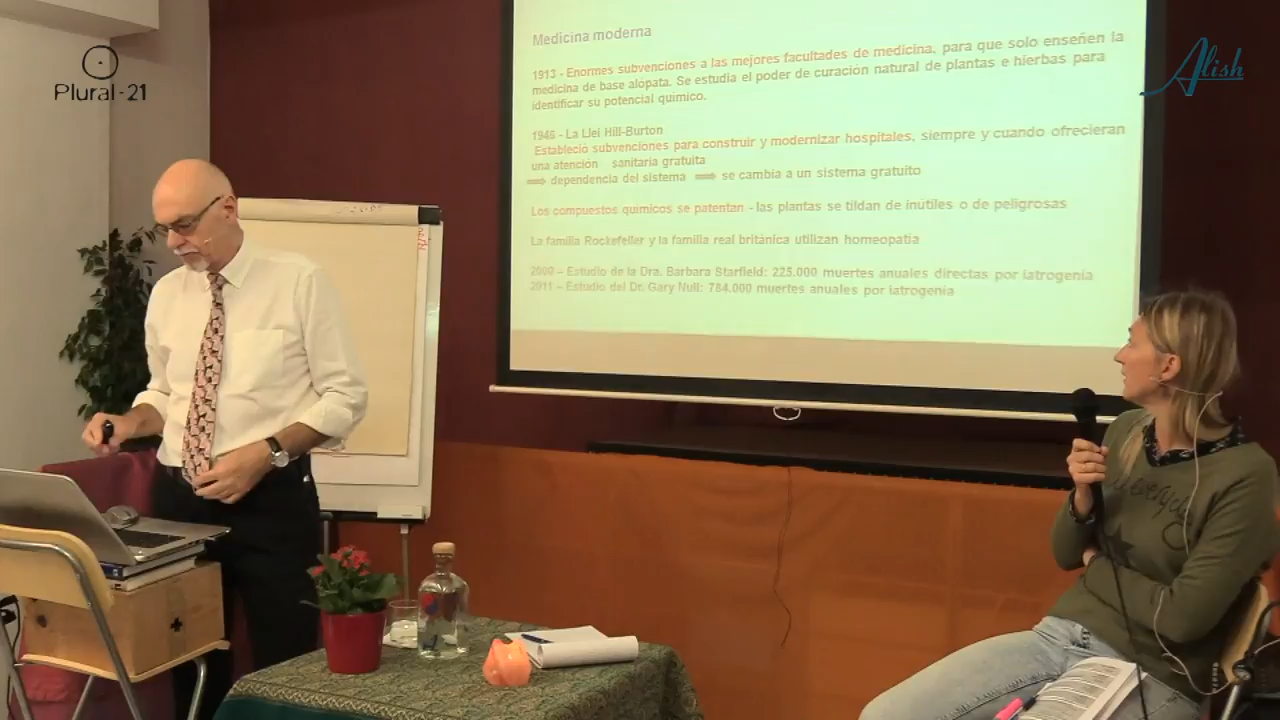 Plural-21
Alish
Medicina moderna
1913 - Enormes subvenciones a las mejores facultades de medicina, para que solo enseñen la
medicina de base alópata. Se estudia el poder de curación natural de plantas e hierbas para
identificar su potencial químico.
1946 - La Llei Hill-Burton
Estableció subvenciones para construir y modernizar hospitales, siempre y cuando ofrecieran
una atención sanitaria gratuita
⇒ dependencia del sistema ⇒ se cambia a un sistema gratuito
Los compuestos químicos se patentan - las plantas se tildan de inútiles o de peligrosas
La familia Rockefeller y la familia real británica utilizan homeopatia
2000 – Estudio de la Dra. Barbara Starfield: 225.000 muertes anuales directas por iatrogenia
2011 – Estudio del Dr. Gary Null: 784.000 muertes anuales por iatrogenia